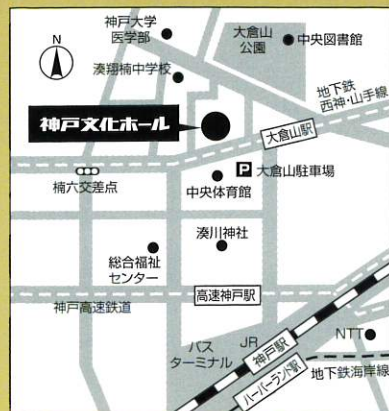 神戸大学
医学部
大倉山
公園
中央図書館
N
湊翔楠中学校
地下鉄
西神・山手線
神戸文化ホール
大倉山駅
P 大倉山駐車場
楠六交差点
中央体育館
湊川神社
総合福祉
センター
高速神戸駅
神戸高速鉄道
バス
ターミナル
JR
神戸駅
NTT
ハーバーランド駅
地下鉄海岸線